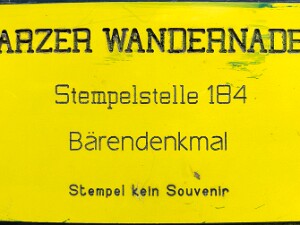 ARZER WANDERNADE
Stempelstelle 184
Bärendenkmal
Stempel kein Souvenir